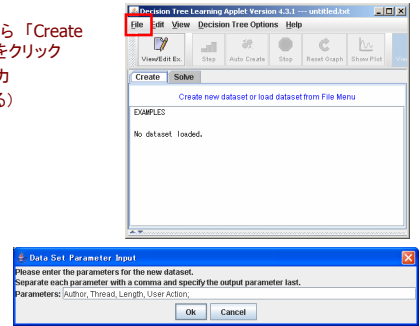 ら 「Create
をクリック
カ
る）
Decision Tree Learning Applet Version 4.3.1 --- untitled.txt
File Edit View Decision Tree Options Help
View/Edit Ex. Step Auto Create Stop Reset Graph Show Plot
Create Solve
Create new dataset or load dataset from File Menu
EXAMPLES
No dataset loaded.
Data Set Parameter Input
Please enter the parameters for the new dataset.
Separate each parameter with a comma and specify the output parameter last.
Parameters: Author, Thread, Length, User Action;
Ok Cancel